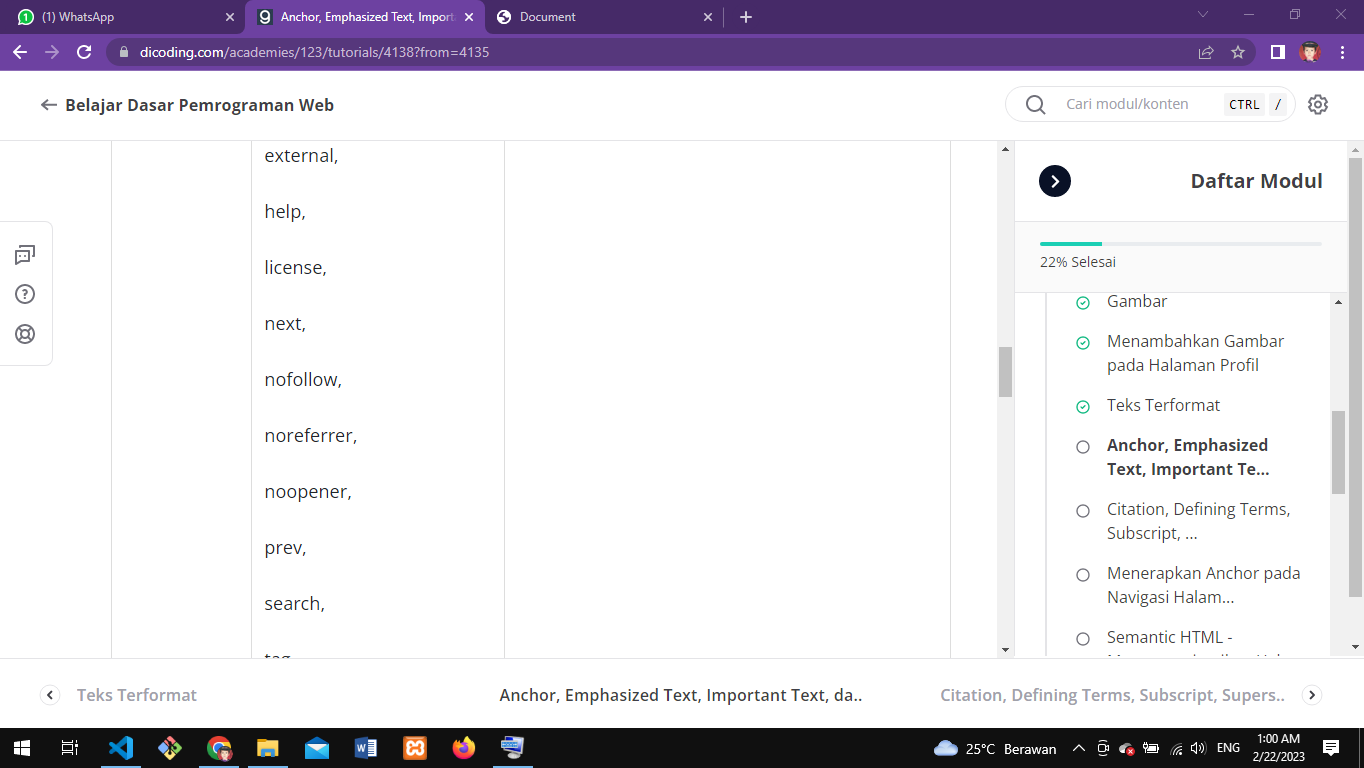 (1) WhatsApp
Anchor, Emphasized Text, Import
Document
dicoding.com/academies/123/tutorials/4138?from=4135
Belajar Dasar Pemrograman Web
Cari modul/konten
CTRL /
external,
help,
license,
next,
nofollow,
noreferrer,
noopener,
prev,
search,
Daftar Modul
22% Selesai
Gambar
Menambahkan Gambar
pada Halaman Profil
Teks Terformat
Anchor, Emphasized
Text, Important Te...
Citation, Defining Terms,
Subscript, ...
Menerapkan Anchor pada
Navigasi Halam...
Semantic HTML -
Teks Terformat
Anchor, Emphasized Text, Important Text, da..
Citation, Defining Terms, Subscript, Supers..
25°C Berawan
ENG
1:00 AM
2/22/2023